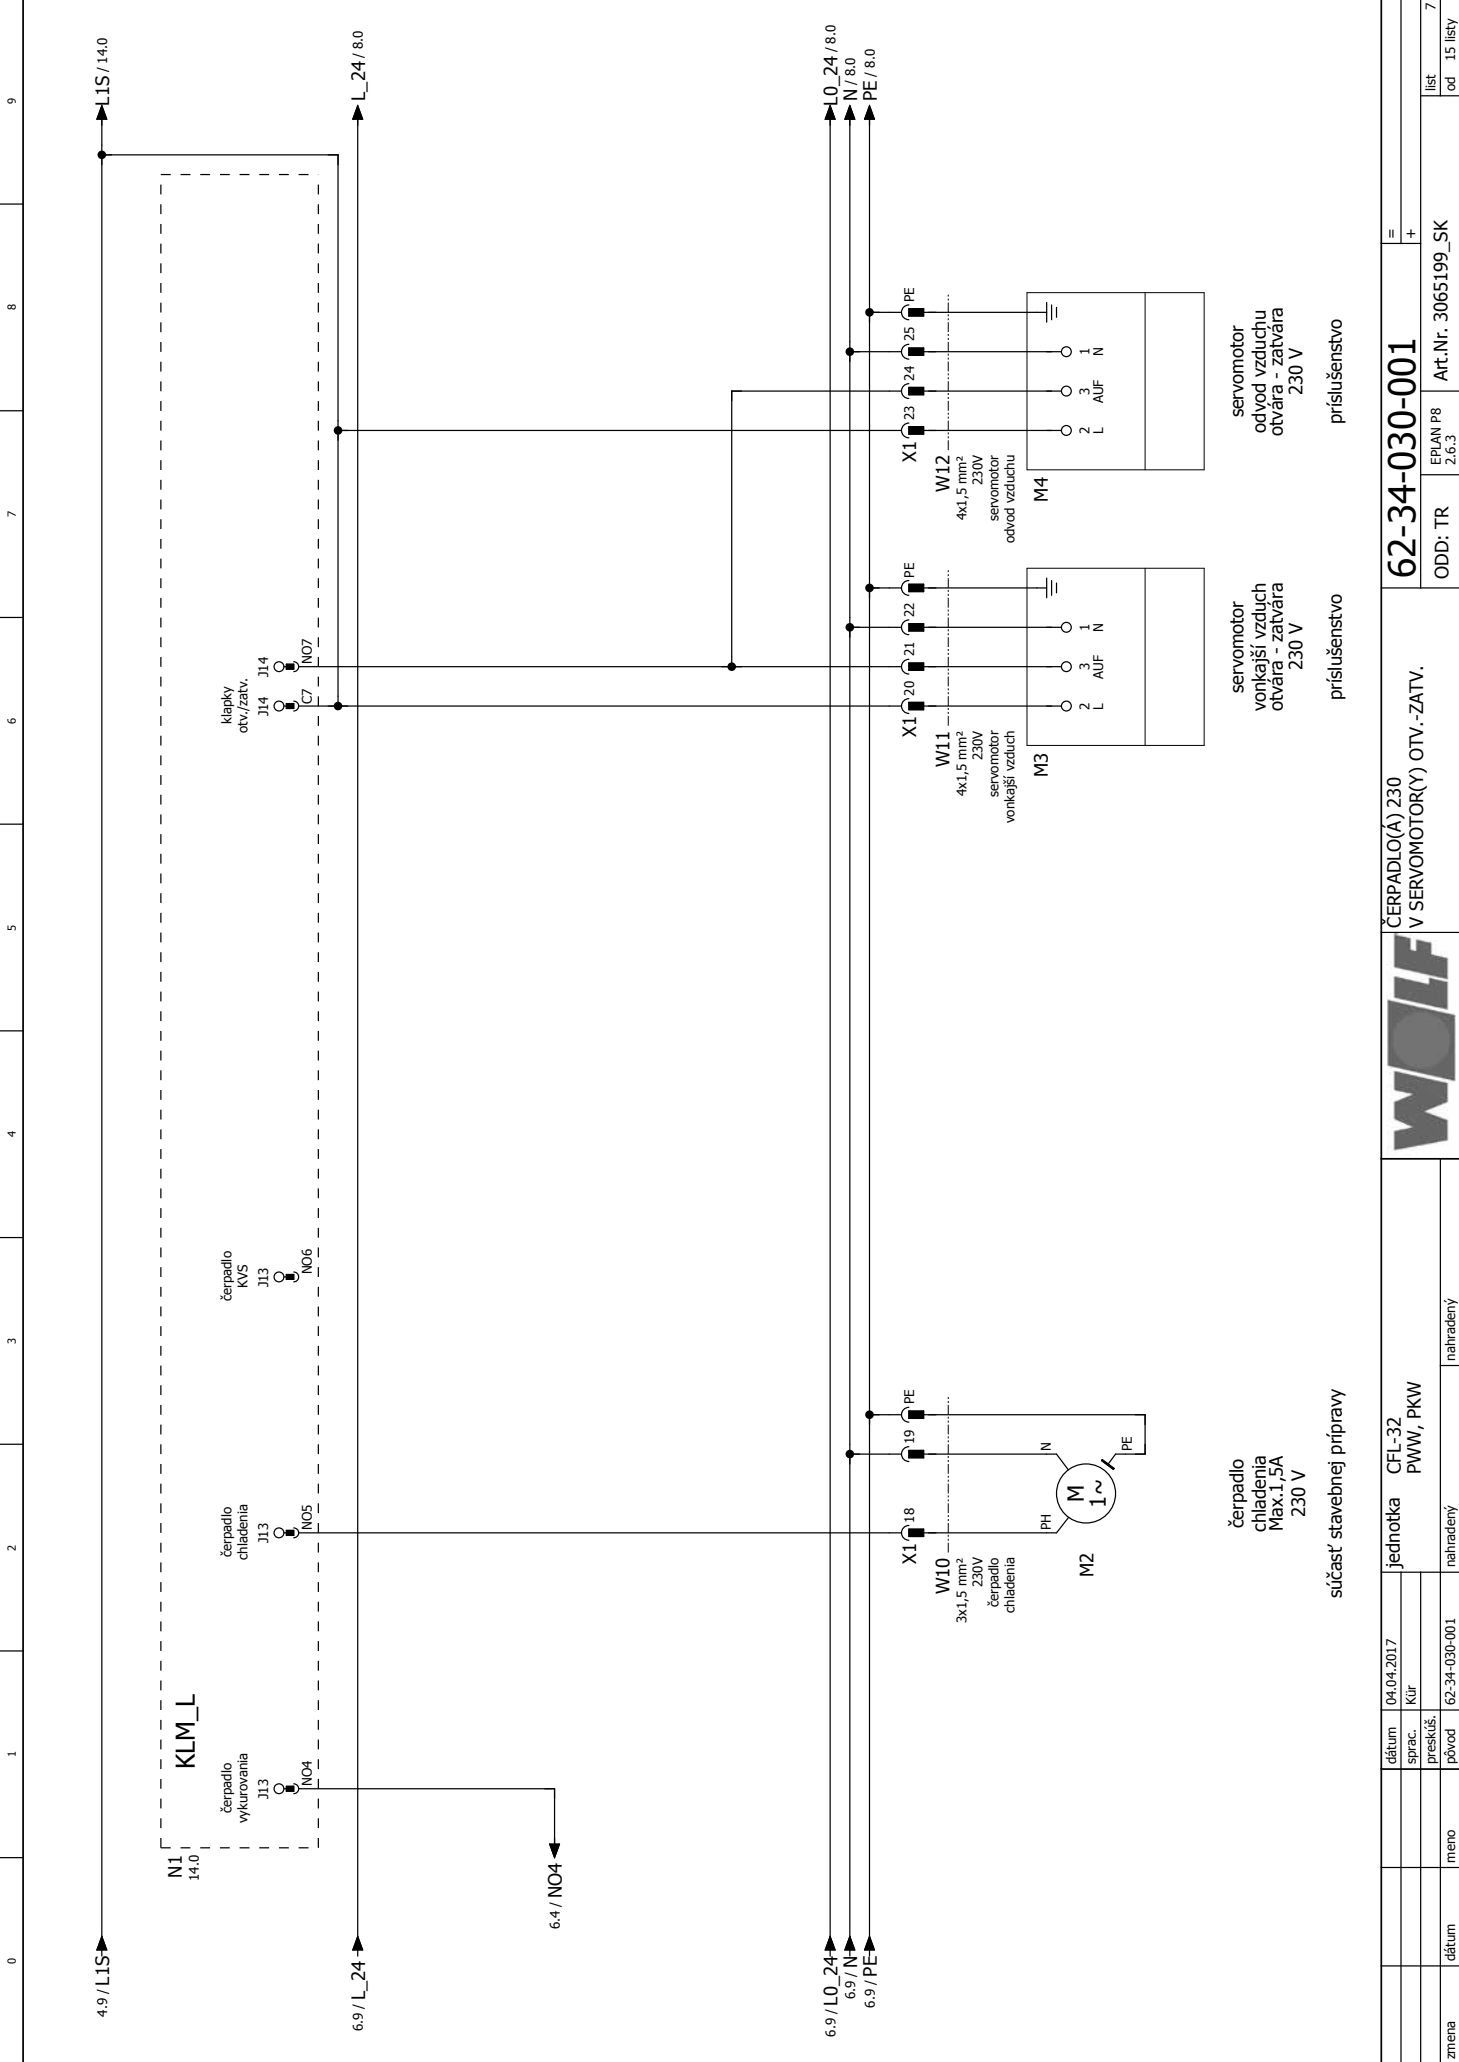 0
1
2
3
4
5
6
7
8
9
4.9 / L1S
L1S / 14.0
6.9 / L_24
L_24 / 8.0
N1
14.0
KLM_L
čerpadlo
vykurovania
J13
NO4
čerpadlo
chladenia
J13
NO5
čerpadlo
KVS
J13
NO6
klapky
otv./zatv.
J14
C7
J14
NO7
6.4 / NO4
6.9 / L0_24
6.9 / N
6.9 / PE
L0_24 / 8.0
N / 8.0
PE / 8.0
X1
18
19
PE
W10
3x1,5 mm²
230V
čerpadlo
chladenia
PH
N
PE
M
1~
M2
čerpadlo
chladenia
Max.1,5A
230 V
súčasť stavebnej prípravy
X1
20
21
22
PE
W11
4x1,5 mm²
230V
servomotor
vonkajší vzduch
2
L
3
AUF
1
N
M3
servomotor
vonkajší vzduch
otvára - zatvára
230 V
príslušenstvo
X1
23
24
25
PE
W12
4x1,5 mm²
230V
servomotor
odvod vzduchu
2
L
3
AUF
1
N
M4
servomotor
odvod vzduchu
otvára - zatvára
230 V
príslušenstvo
zmena
dátum
meno
dátum
04.04.2017
sprac.
Kür
preskúš.
pôvod
62-34-030-001
jednotka
CFL-32
PWW, PKW
nahradený
nahradený
WOLF
ČERPADLO(Á) 230
V SERVOMOTOR(Y) OTV.-ZATV.
62-34-030-001
ODD: TR
EPLAN P8
2.6.3
Art.Nr. 3065199_SK
=
+
list
7
od
15 listy